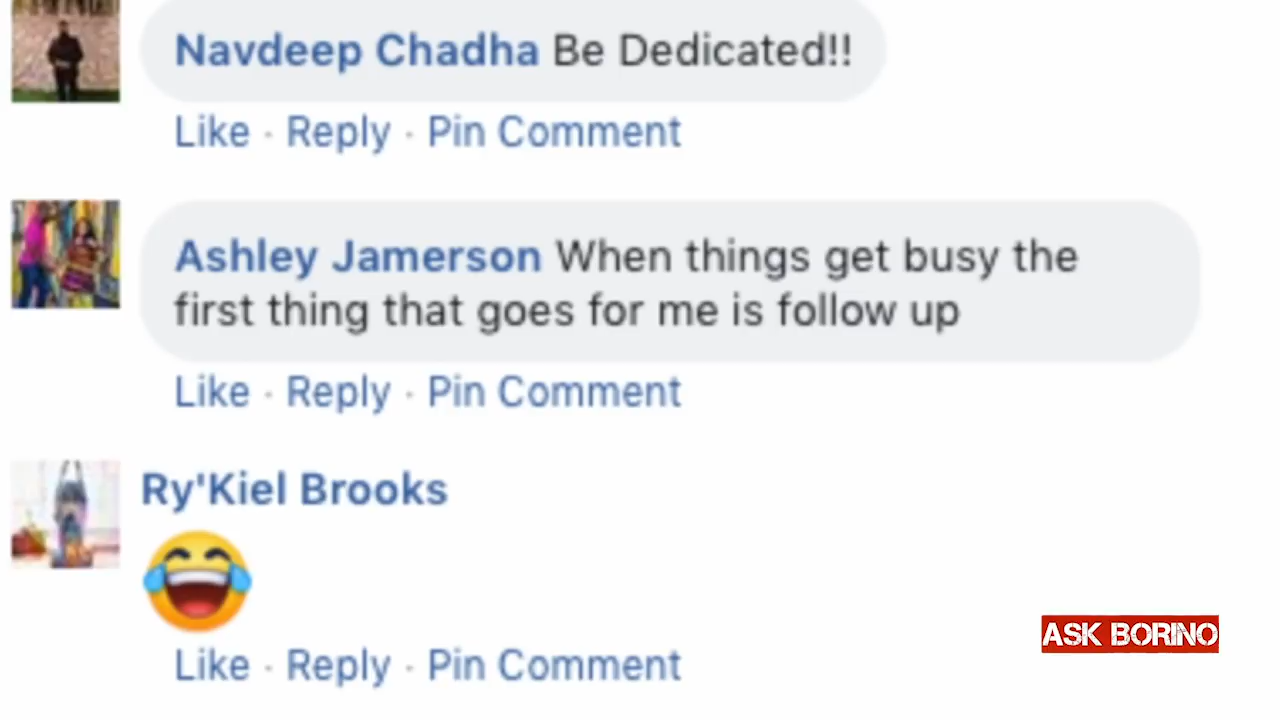 Navdeep Chadha Be Dedicated!!
Like · Reply · Pin Comment
Ashley Jamerson When things get busy the
first thing that goes for me is follow up
Like · Reply · Pin Comment
Ry'Kiel Brooks
😂
Like · Reply · Pin Comment
ASK BORINO